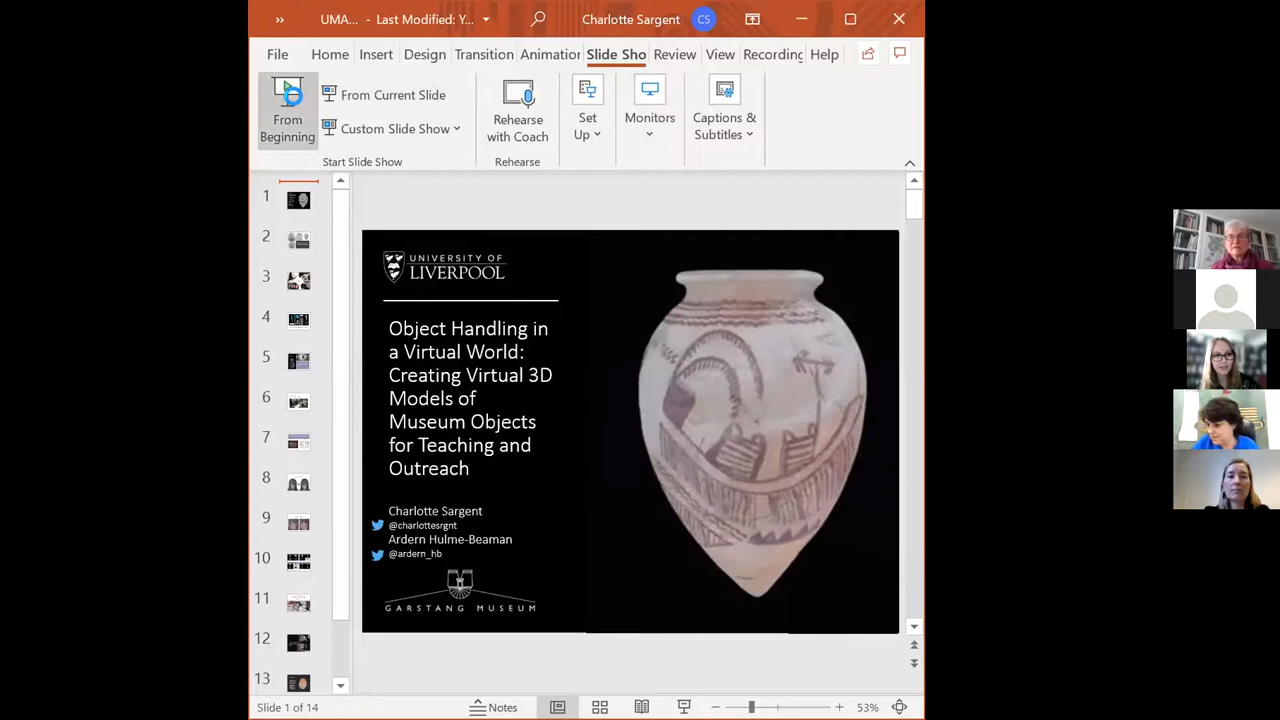 UMA... - Last Modified: Y...
Charlotte Sargent
CS
File
Home
Insert
Design
Transition
Animation
Slide Sho
Review
View
Recording
Help
From Beginning
From Current Slide
Custom Slide Show
Start Slide Show
Rehearse
with Coach
Rehearse
Set
Up
Monitors
Captions &
Subtitles
1
2
3
4
5
6
7
8
9
10
11
12
13
UNIVERSITY OF
LIVERPOOL
Object Handling in
a Virtual World:
Creating Virtual 3D
Models of
Museum Objects
for Teaching and
Outreach
Charlotte Sargent
@charlottesrgnt
Ardern Hulme-Beaman
@ardern_hb
GARSTANG MUSEUM
Slide 1 of 14
Notes
53%